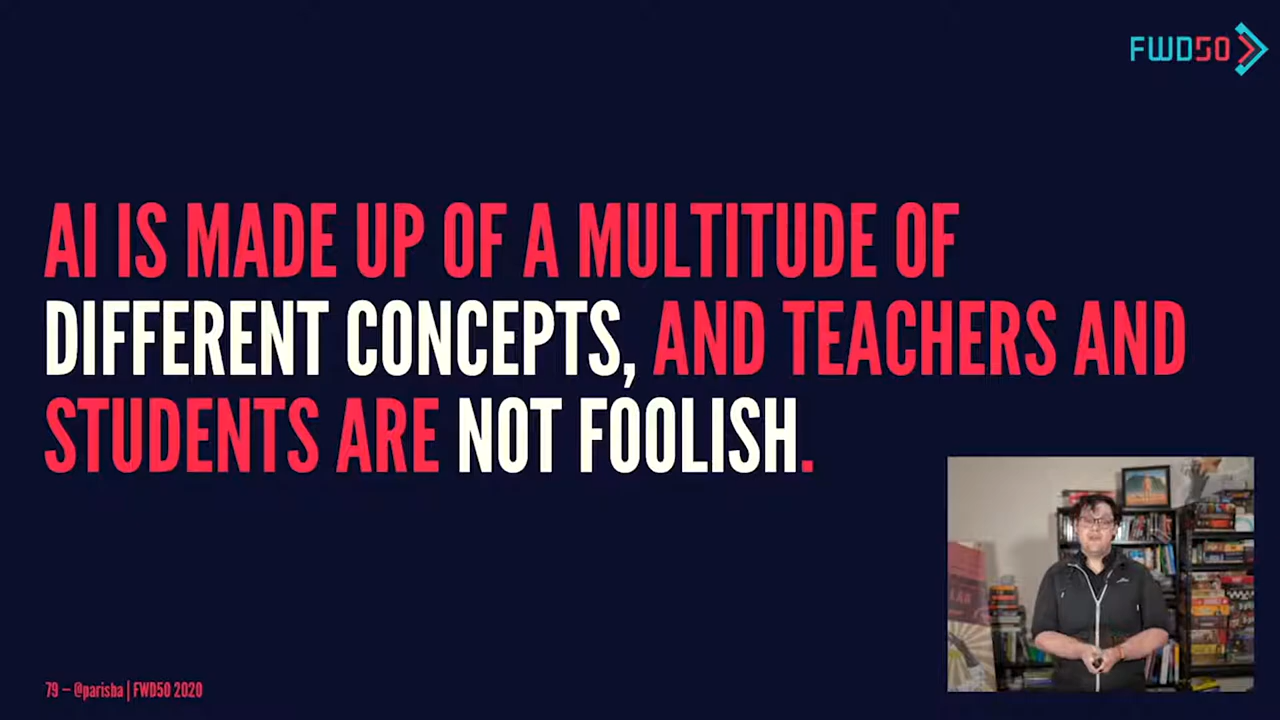 FWD50
AI IS MADE UP OF A MULTITUDE OF
DIFFERENT CONCEPTS, AND TEACHERS AND
STUDENTS ARE NOT FOOLISH.
79 – @parisba | FWD50 2020